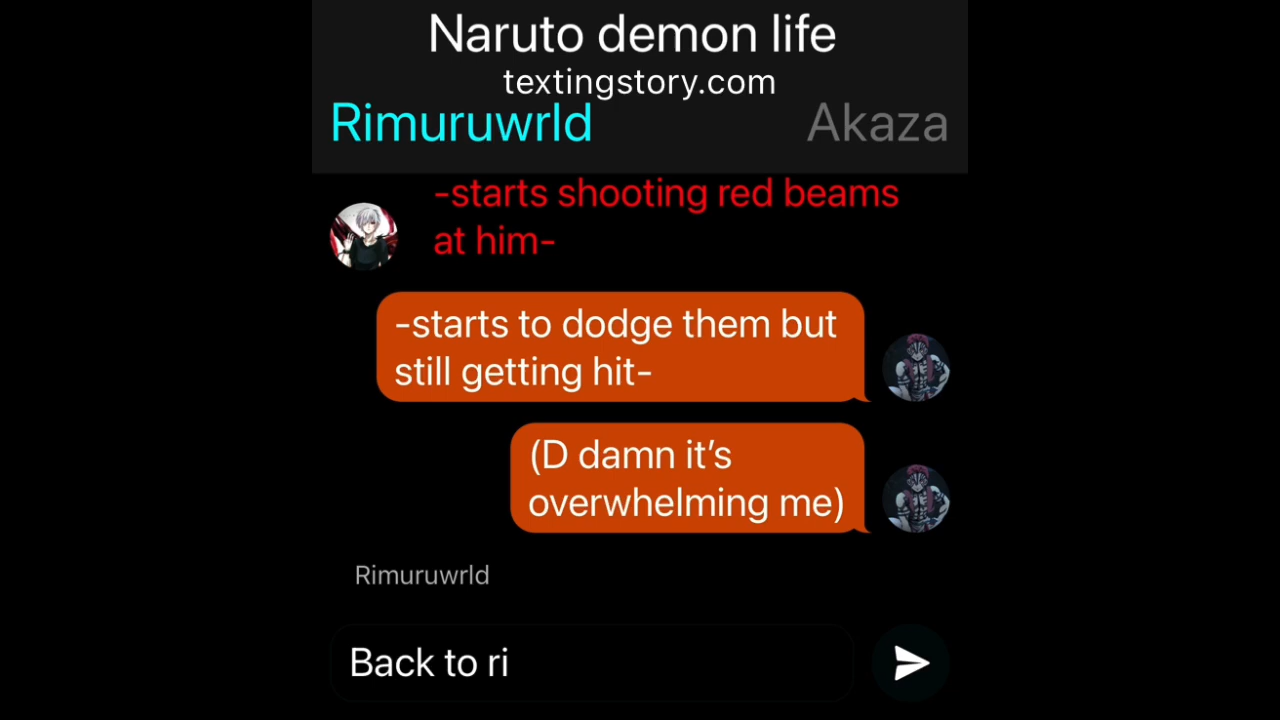 Naruto demon life
textingstory.com
Rimuruwrld Akaza
-starts shooting red beams
at him-
-starts to dodge them but
still getting hit-
(D damn it’s
overwhelming me)
Rimuruwrld
Back to ri